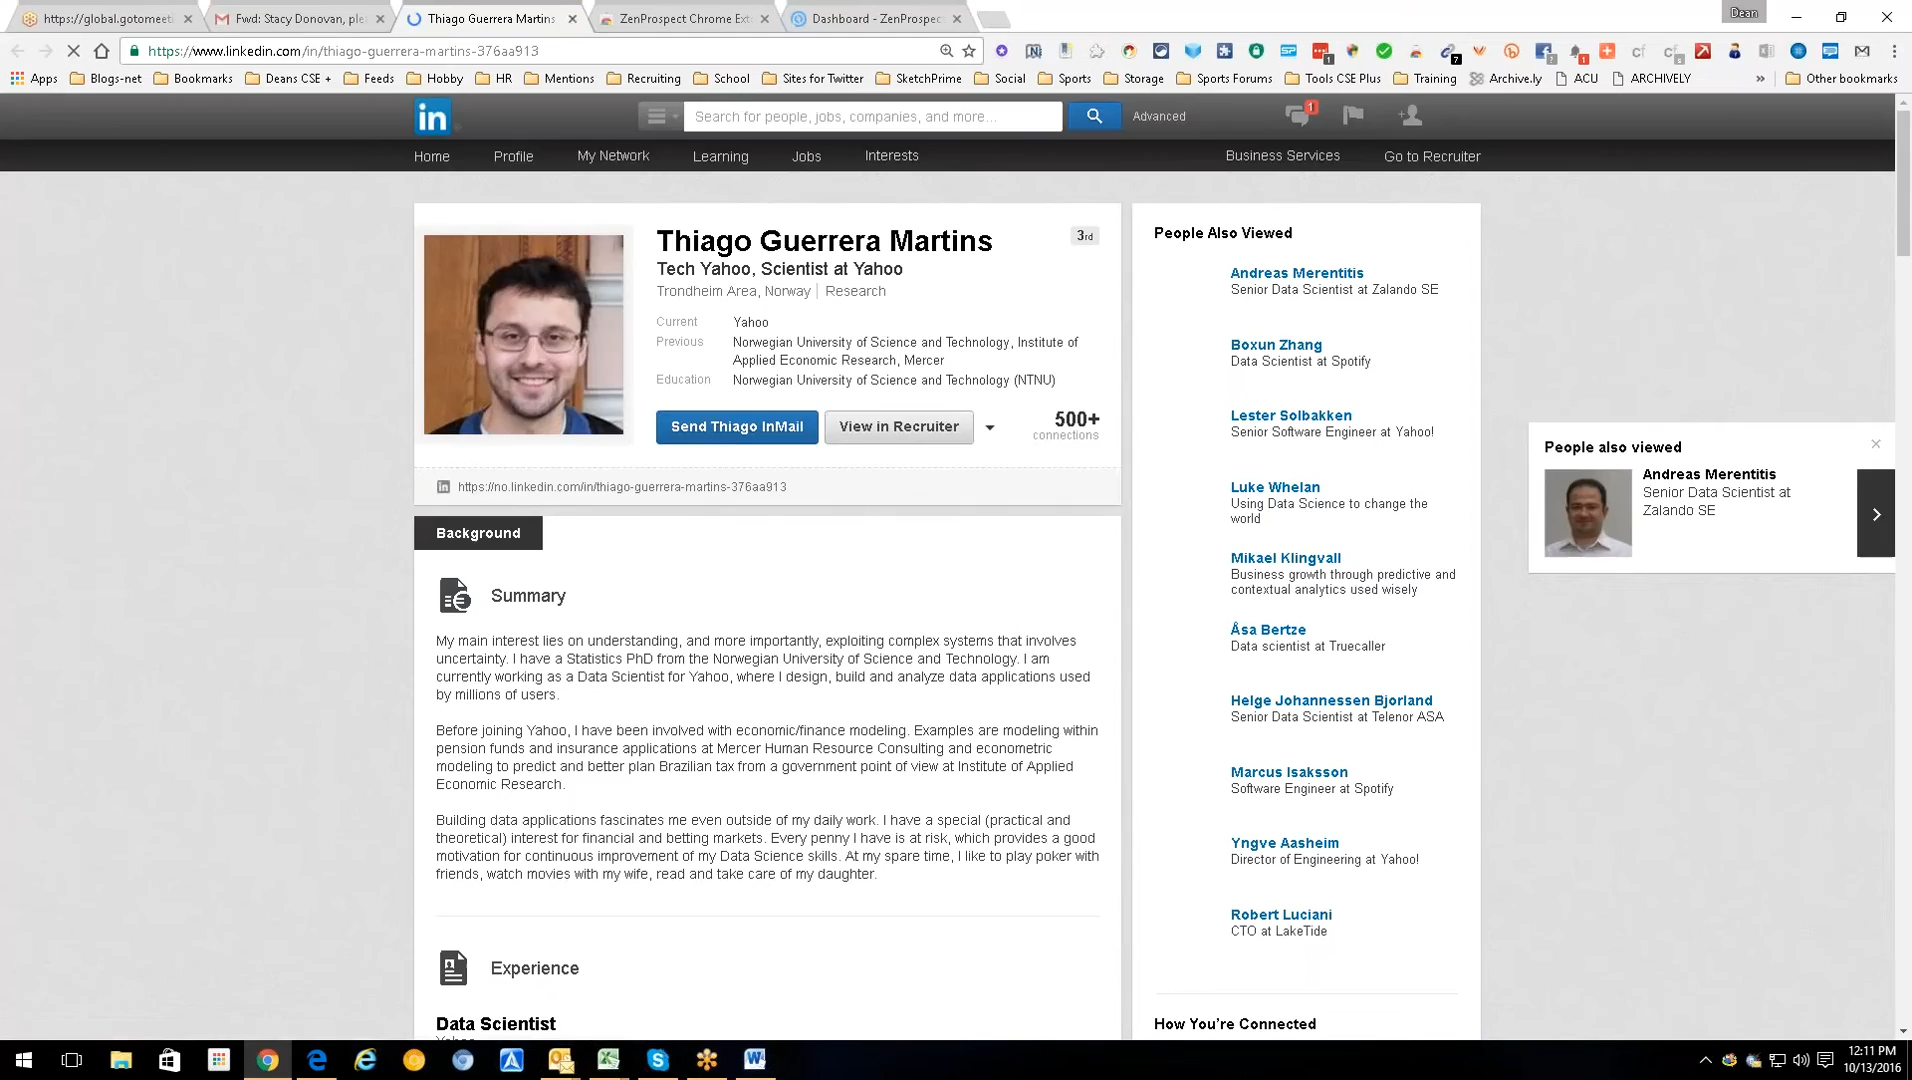 https://global.gotomeeti
Fwd: Stacy Donovan, ple
Thiago Guerrera Martins
ZenProspect Chrome Ext
Dashboard - ZenProspec
Dean
https://www.linkedin.com/in/thiago-guerrera-martins-376aa913
Apps
Blogs-net
Bookmarks
Deans CSE +
Feeds
Hobby
HR
Mentions
Recruiting
School
Sites for Twitter
SketchPrime
Social
Sports
Storage
Sports Forums
Tools CSE Plus
Training
Archive.ly
ACU
ARCHIVELY
»
Other bookmarks
in
Search for people, jobs, companies, and more...
Advanced
1
Home
Profile
My Network
Learning
Jobs
Interests
Business Services
Go to Recruiter
Thiago Guerrera Martins
3rd
Tech Yahoo, Scientist at Yahoo
Trondheim Area, Norway | Research
Current Yahoo
Previous Norwegian University of Science and Technology, Institute of
Applied Economic Research, Mercer
Education Norwegian University of Science and Technology (NTNU)
Send Thiago InMail
View in Recruiter
500+
connections
https://no.linkedin.com/in/thiago-guerrera-martins-376aa913
Background
Summary
My main interest lies on understanding, and more importantly, exploiting complex systems that involves
uncertainty. I have a Statistics PhD from the Norwegian University of Science and Technology. I am
currently working as a Data Scientist for Yahoo, where I design, build and analyze data applications used
by millions of users.
Before joining Yahoo, I have been involved with economic/finance modeling. Examples are modeling within
pension funds and insurance applications at Mercer Human Resource Consulting and econometric
modeling to predict and better plan Brazilian tax from a government point of view at Institute of Applied
Economic Research.
Building data applications fascinates me even outside of my daily work. I have a special (practical and
theoretical) interest for financial and betting markets. Every penny I have is at risk, which provides a good
motivation for continuous improvement of my Data Science skills. At my spare time, I like to play poker with
friends, watch movies with my wife, read and take care of my daughter.
Experience
Data Scientist
People Also Viewed
Andreas Merentitis
Senior Data Scientist at Zalando SE
Boxun Zhang
Data Scientist at Spotify
Lester Solbakken
Senior Software Engineer at Yahoo!
Luke Whelan
Using Data Science to change the
world
Mikael Klingvall
Business growth through predictive and
contextual analytics used wisely
Åsa Bertze
Data scientist at Truecaller
Helge Johannessen Bjorland
Senior Data Scientist at Telenor ASA
Marcus Isaksson
Software Engineer at Spotify
Yngve Aasheim
Director of Engineering at Yahoo!
Robert Luciani
CTO at LakeTide
How You're Connected
People also viewed
Andreas Merentitis
Senior Data Scientist at
Zalando SE
12:11 PM
10/13/2016